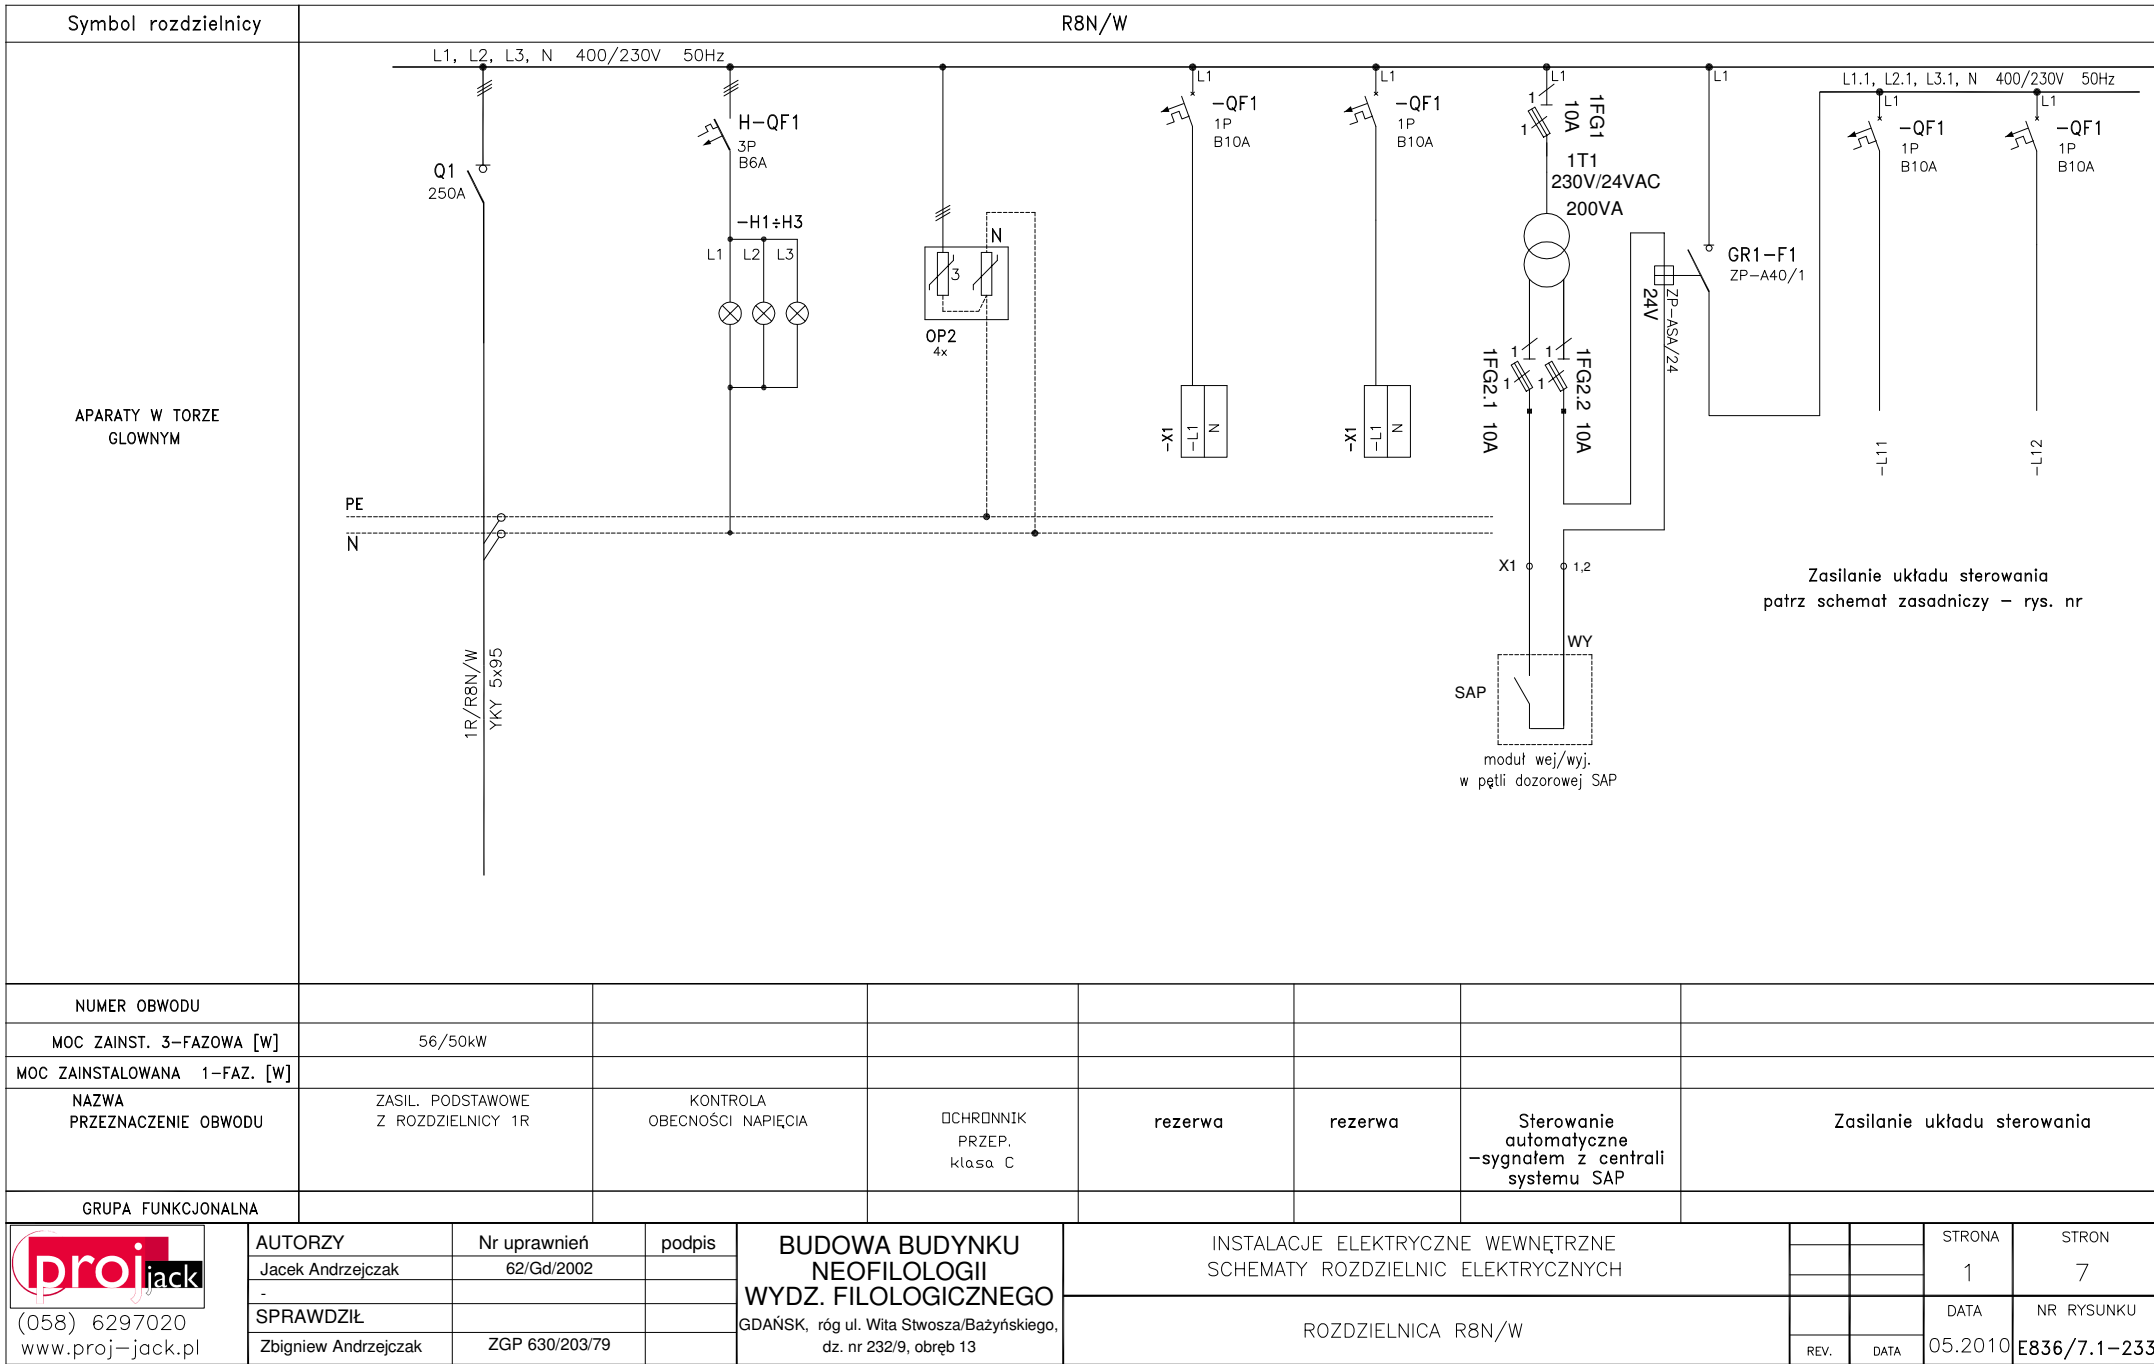 Symbol rozdzielnicy
R8N/W
L1, L2, L3, N 400/230V 50Hz
L1.1, L2.1, L3.1, N 400/230V 50Hz
APARATY W TORZE
GLOWNYM
Q1
250A
H-QF1
3P
B6A
-H1÷H3
L1 L2 L3
N
3
OP2
4x
L1
-QF1
1P
B10A
-X1
-L1
N
L1
-QF1
1P
B10A
-X1
-L1
N
L1
1
1
1FG1
10A
1T1
230V/24VAC
200VA
1
1
1FG2.1 10A
1
1
1FG2.2 10A
24V
ZP-ASA/24
L1
GR1-F1
ZP-A40/1
L1
-QF1
1P
B10A
-L11
L1
-QF1
1P
B10A
-L12
PE
N
1R/R8N/W
YKY 5x95
X1
1,2
WY
SAP
moduł wej/wyj.
w pętli dozorowej SAP
Zasilanie układu sterowania
patrz schemat zasadniczy – rys. nr
NUMER OBWODU
MOC ZAINST. 3-FAZOWA [W]
56/50kW
MOC ZAINSTALOWANA 1-FAZ. [W]
NAZWA
PRZEZNACZENIE OBWODU
ZASIL. PODSTAWOWE
Z ROZDZIELNICY 1R
KONTROLA
OBECNOŚCI NAPIĘCIA
OCHRONNIK
PRZEP.
klasa C
rezerwa
rezerwa
Sterowanie
automatyczne
-sygnałem z centrali
systemu SAP
Zasilanie układu sterowania
GRUPA FUNKCJONALNA
proj jack
(058) 6297020
www.proj-jack.pl
AUTORZY
Nr uprawnień
podpis
Jacek Andrzejczak
62/Gd/2002
-
SPRAWDZIŁ
Zbigniew Andrzejczak
ZGP 630/203/79
BUDOWA BUDYNKU
NEOFILOLOGII
WYDZ. FILOLOGICZNEGO
GDAŃSK, róg ul. Wita Stwosza/Bażyńskiego,
dz. nr 232/9, obręb 13
INSTALACJE ELEKTRYCZNE WEWNĘTRZNE
SCHEMATY ROZDZIELNIC ELEKTRYCZNYCH
ROZDZIELNICA R8N/W
REV.
DATA
STRONA
1
STRON
7
DATA
05.2010
NR RYSUNKU
E836/7.1-233